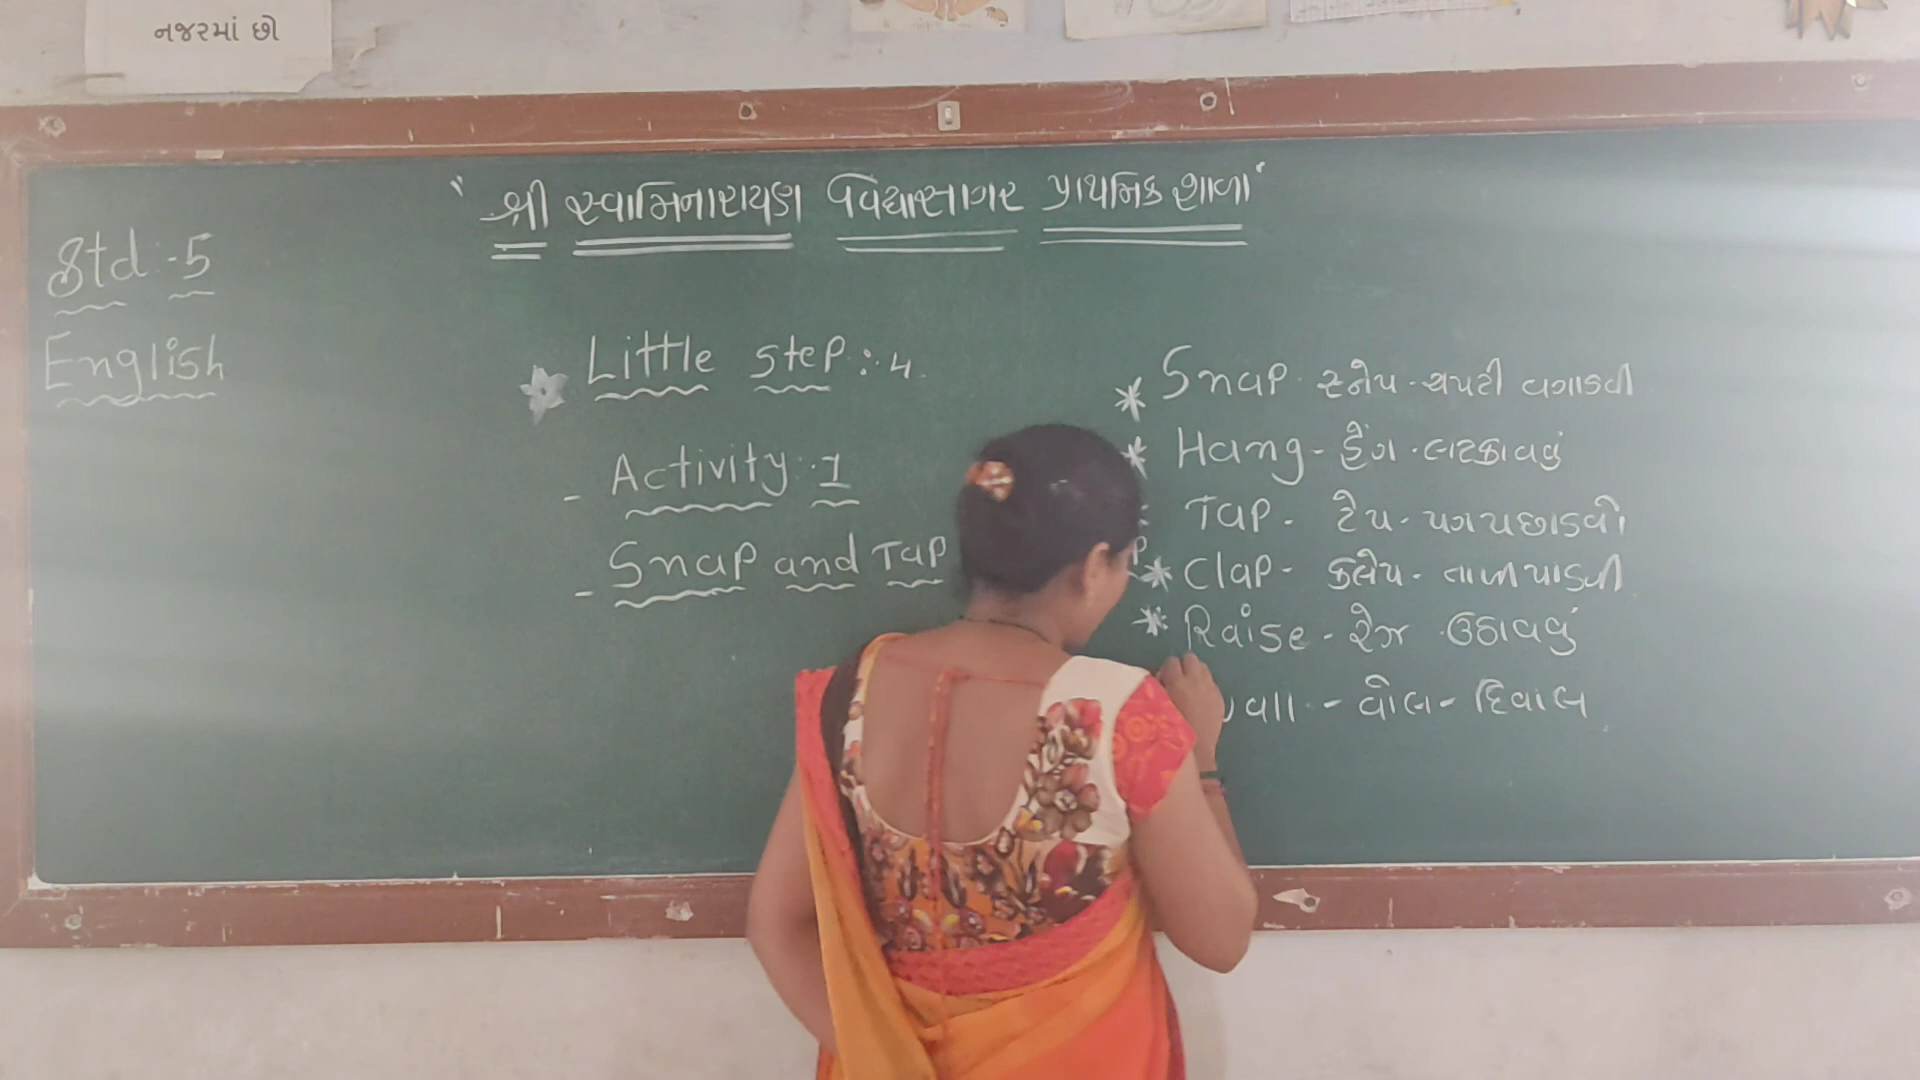 નજરમાં છો
" શ્રી સ્વામિનારાયણ વિદ્યાસાગર પ્રાથમિક શાળા "
Std :- 5
English
Little step : 4
- Activity : 1
- Snap and Tap
Snap - સ્નેપ - ચપટી વગાડવી
Hang - હેંગ - લટકાવવું
Tap - ટેપ - પગ પછાડવો
Clap - કલેપ - તાળી પાડવી
Raise - રેઝ ઉઠાવવું
- વોલ - દિવાલ